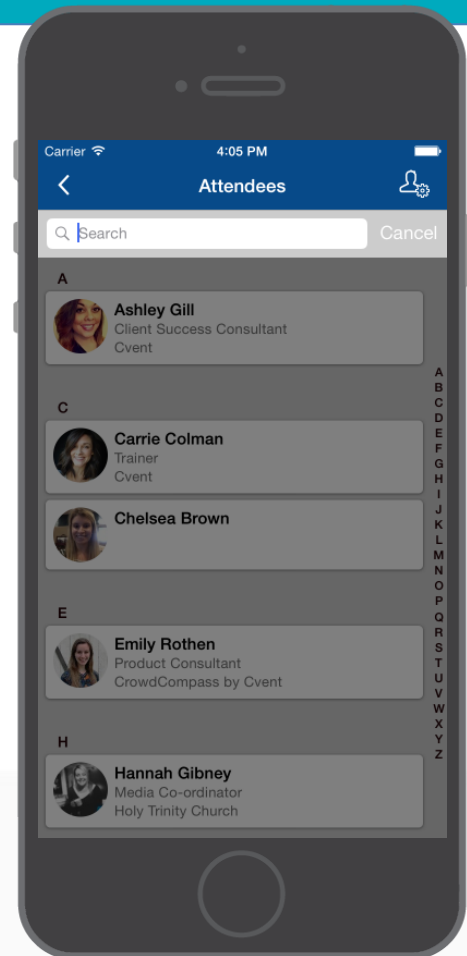 Carrier 4:05 PM
Attendees
Search Cancel
A
Ashley Gill
Client Success Consultant
Cvent
C
Carrie Colman
Trainer
Cvent
Chelsea Brown
E
Emily Rothen
Product Consultant
CrowdCompass by Cvent
H
Hannah Gibney
Media Co-ordinator
Holy Trinity Church
A
B
C
D
E
F
G
H
I
J
K
L
M
N
O
P
Q
R
S
T
U
V
W
X
Y
Z